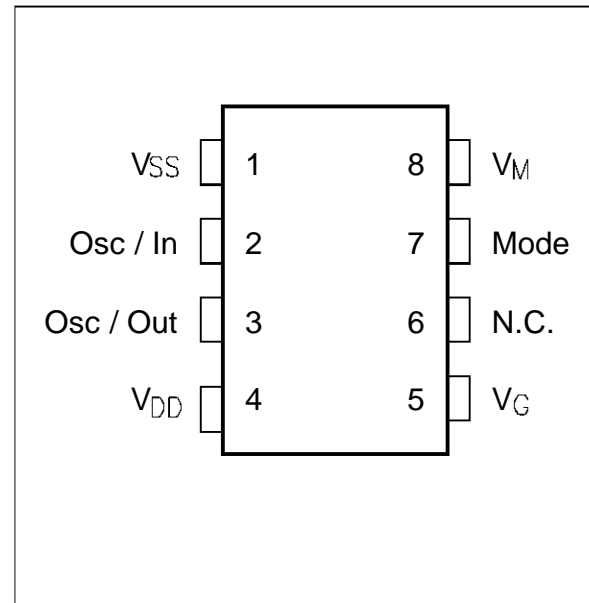 VSS 1 8 VM
Osc / In 2 7 Mode
Osc / Out 3 6 N.C.
VDD 4 5 VG